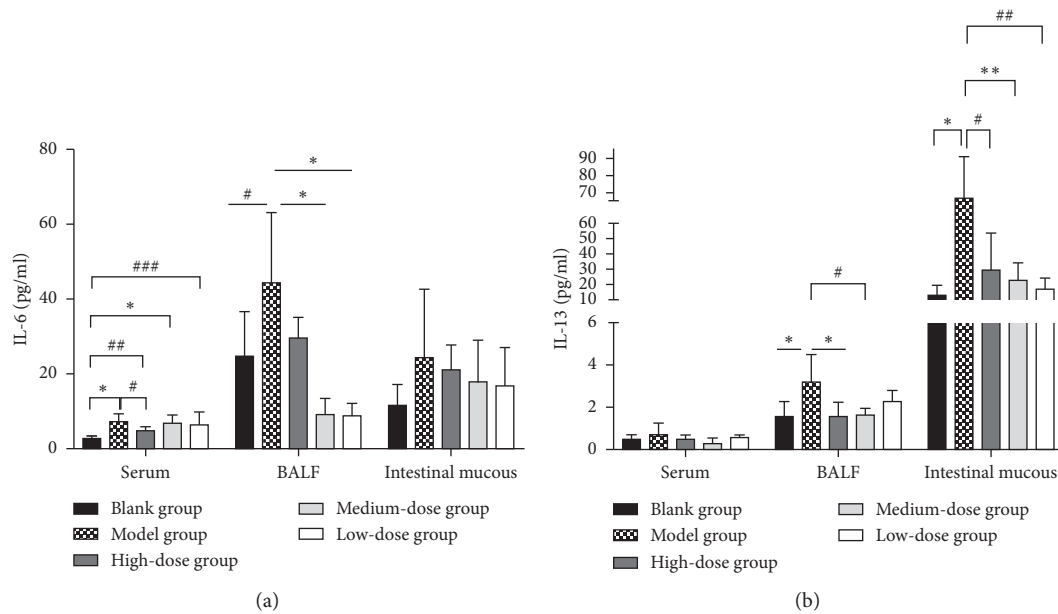 80
60
40
20
0
IL-6 (pg/ml)
###
*
##
*
#
#
*
*
Serum
BALF
Intestinal mucous
Blank group
Model group
High-dose group
Medium-dose group
Low-dose group
(a)
##
**
*
#
90
80
70
60
50
40
30
20
10
6
4
2
0
IL-13 (pg/ml)
#
*
*
Serum
BALF
Intestinal mucous
Blank group
Model group
High-dose group
Medium-dose group
Low-dose group
(b)